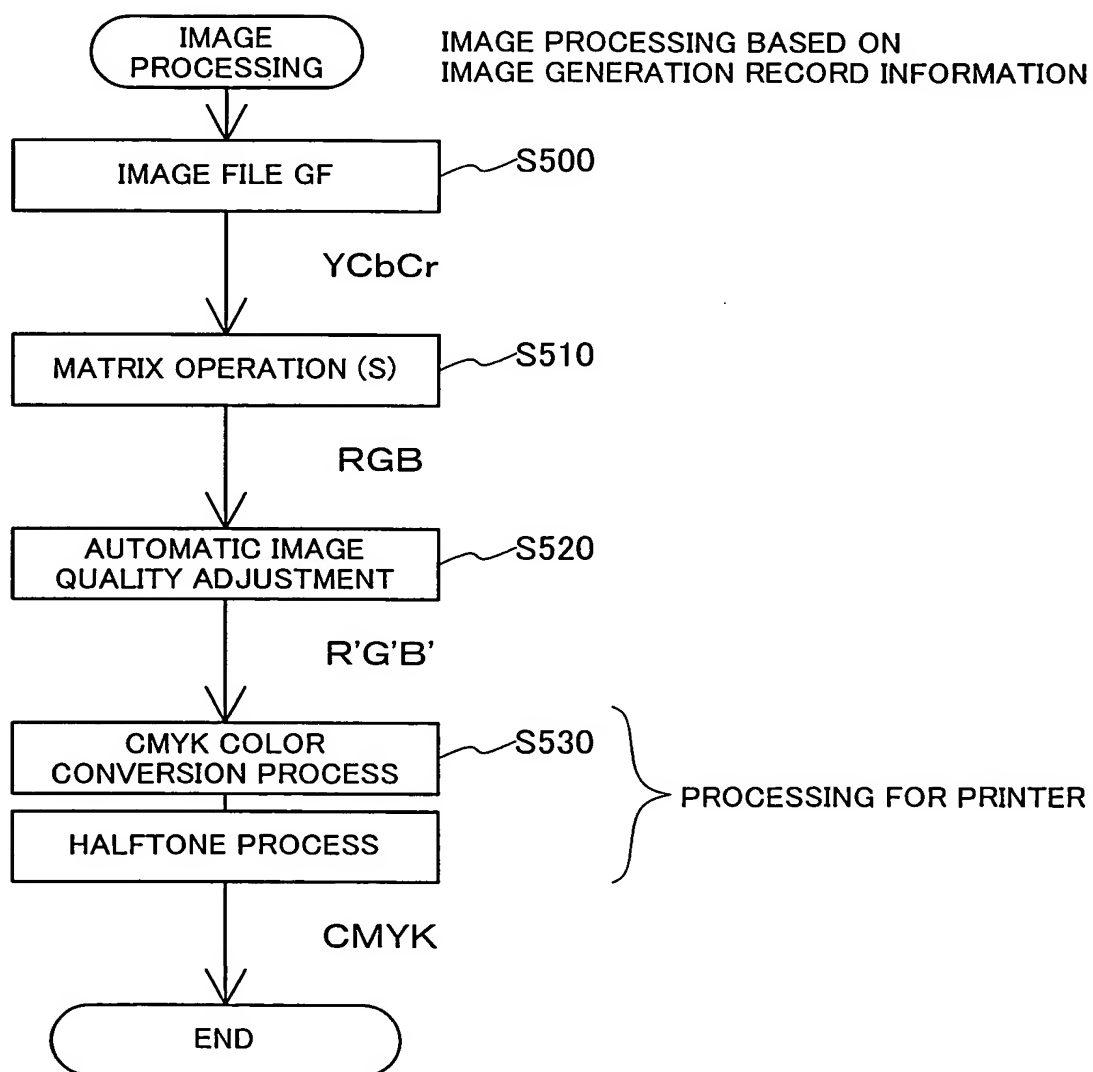 IMAGE
PROCESSING
IMAGE PROCESSING BASED ON
IMAGE GENERATION RECORD INFORMATION
IMAGE FILE GF
S500
YCbCr
MATRIX OPERATION (S)
S510
RGB
AUTOMATIC IMAGE
QUALITY ADJUSTMENT
S520
R'G'B'
CMYK COLOR
CONVERSION PROCESS
S530
PROCESSING FOR PRINTER
HALFTONE PROCESS
CMYK
END